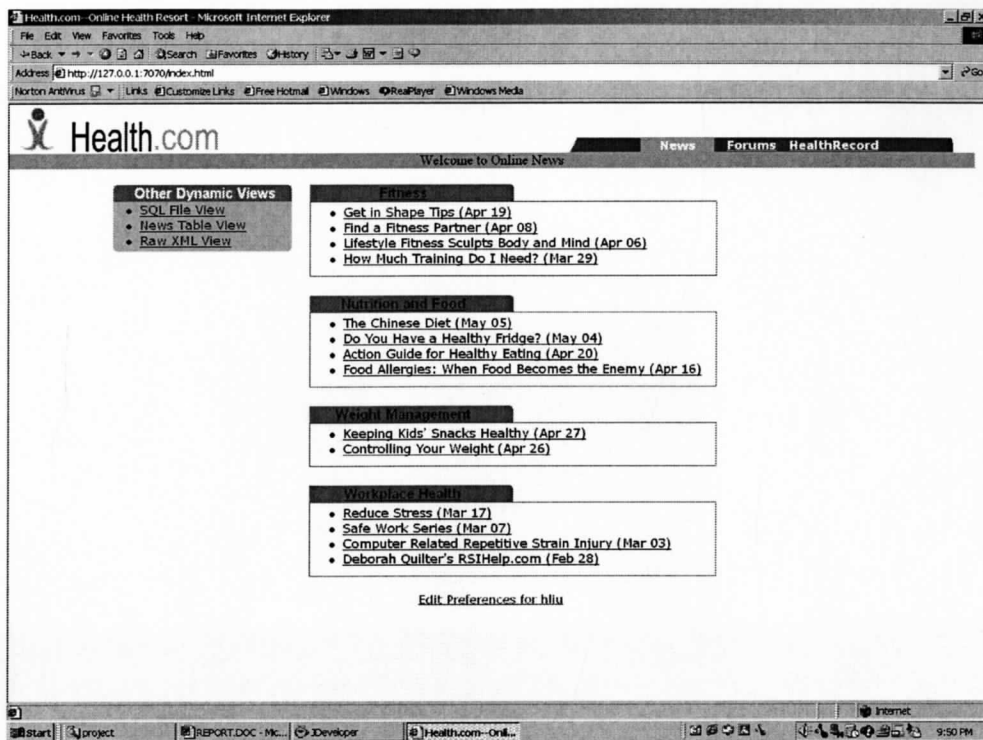 Health.com--Online Health Resort - Microsoft Internet Explorer
File Edit View Favorites Tools Help
Back Search Favorites History
Address http://127.0.0.1:7070/index.html Go
Norton AntiVirus Links Customize Links Free Hotmail Windows RealPlayer Windows Media
Health.com
News Forums HealthRecord
Welcome to Online News
Other Dynamic Views
• SQL File View
• News Table View
• Raw XML View
Fitness
• Get in Shape Tips (Apr 19)
• Find a Fitness Partner (Apr 08)
• Lifestyle Fitness Sculpts Body and Mind (Apr 06)
• How Much Training Do I Need? (Mar 29)
Nutrition and Food
• The Chinese Diet (May 05)
• Do You Have a Healthy Fridge? (May 04)
• Action Guide for Healthy Eating (Apr 20)
• Food Allergies: When Food Becomes the Enemy (Apr 16)
Weight Management
• Keeping Kids' Snacks Healthy (Apr 27)
• Controlling Your Weight (Apr 26)
Workplace Health
• Reduce Stress (Mar 17)
• Safe Work Series (Mar 07)
• Computer Related Repetitive Strain Injury (Mar 03)
• Deborah Quilter's RSIHelp.com (Feb 28)
Edit Preferences for hliu
Internet
Start project REPORT.DOC - Mic... JDeveloper Health.com--Onli... 9:50 PM